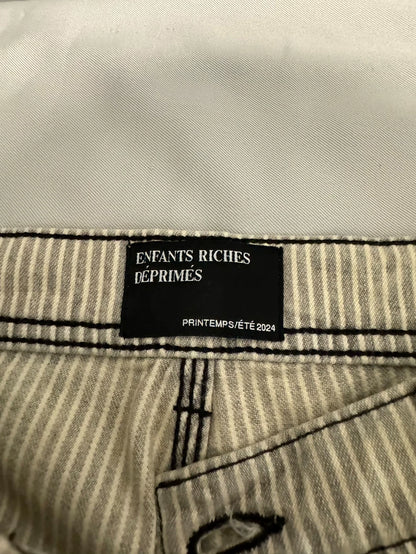 ENFANTS RICHES
DÉPRIMÉS
PRINTEMPS/ÉTÉ 2024